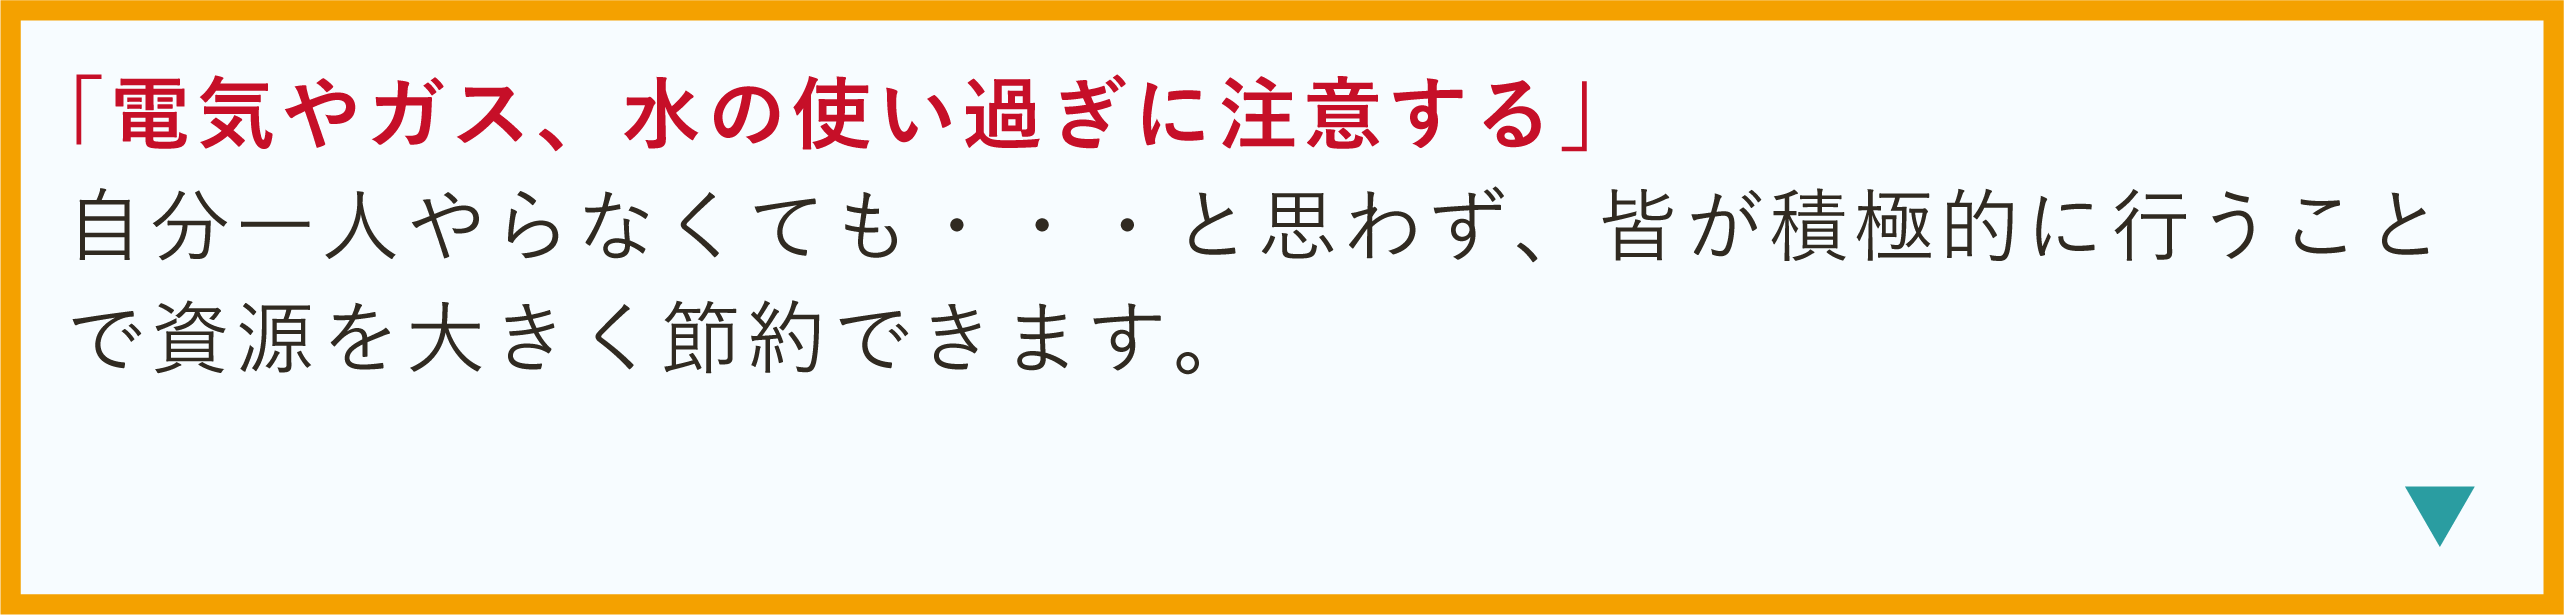 「電気やガス、水の使い過ぎに注意する」
自分一人やらなくても・・・と思わず、皆が積極的に行うこと
で資源を大きく節約できます。